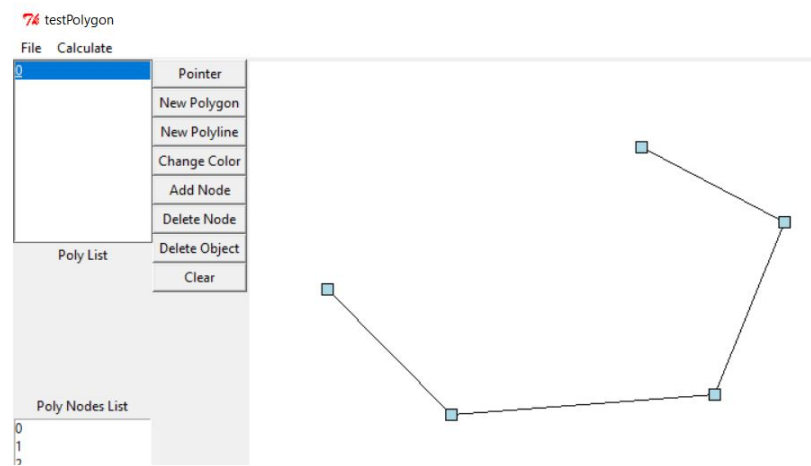 testPolygon
File Calculate
0
Pointer
New Polygon
New Polyline
Change Color
Add Node
Delete Node
Delete Object
Clear
Poly List
Poly Nodes List
0
1
2